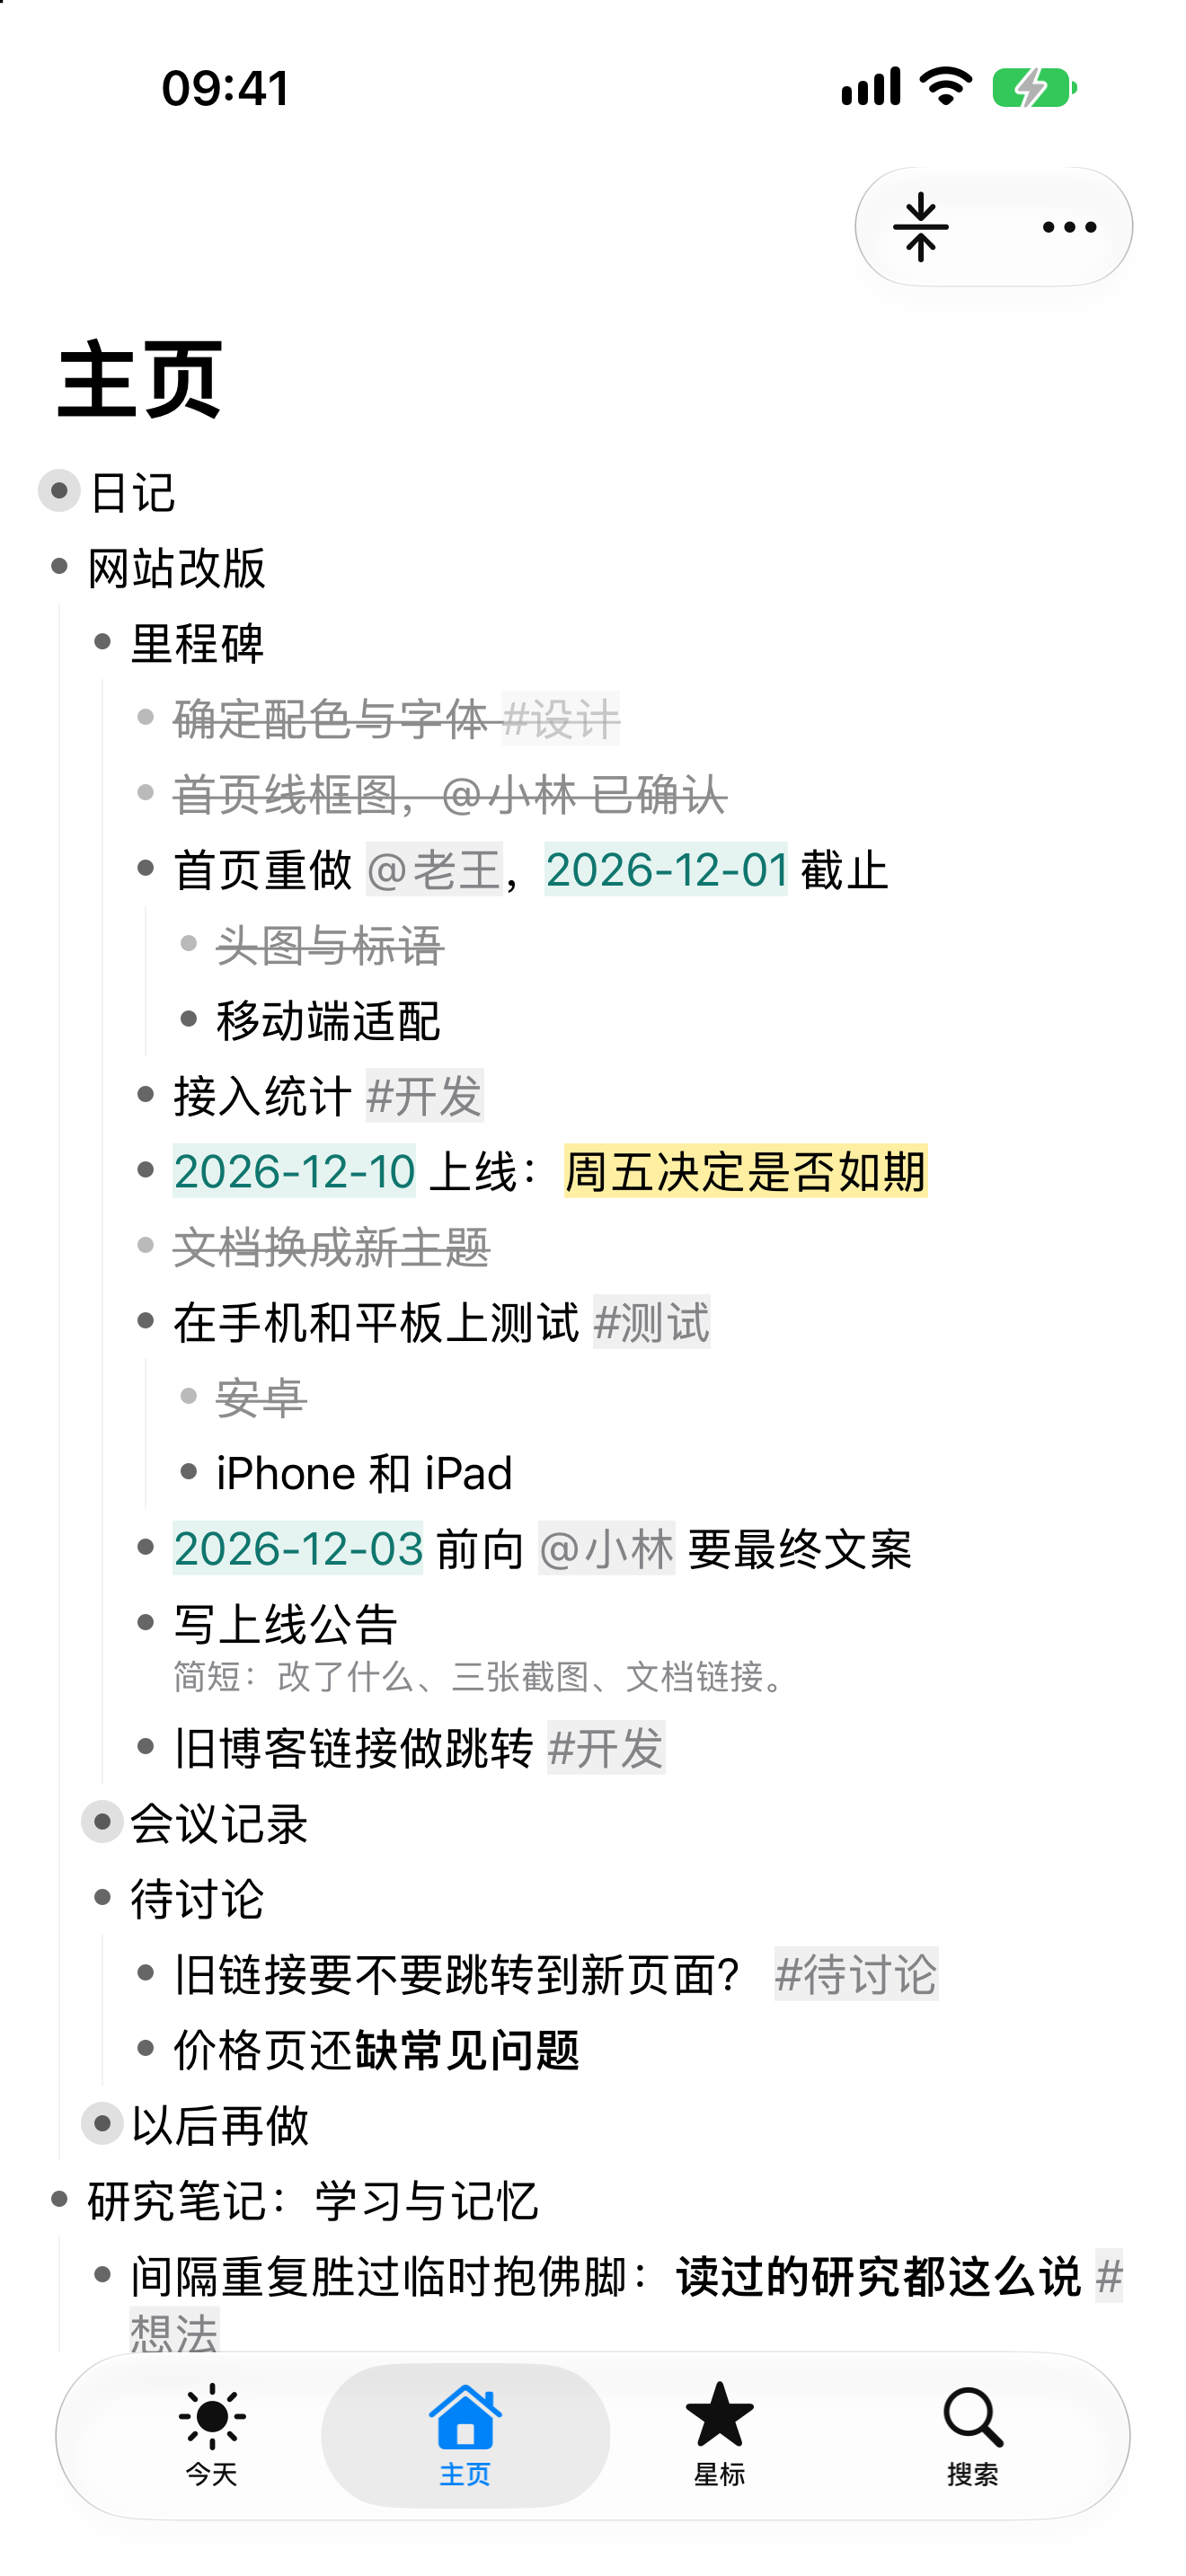 09:41
主页
日记
网站改版
里程碑
确定配色与字体 #设计
首页线框图，@小林 已确认
首页重做 @老王，2026-12-01 截止
头图与标语
移动端适配
接入统计 #开发
2026-12-10 上线：周五决定是否如期
文档换成新主题
在手机和平板上测试 #测试
安卓
iPhone 和 iPad
2026-12-03 前向 @小林 要最终文案
写上线公告
简短：改了什么、三张截图、文档链接。
旧博客链接做跳转 #开发
会议记录
待讨论
旧链接要不要跳转到新页面？ #待讨论
价格页还缺常见问题
以后再做
研究笔记：学习与记忆
间隔重复胜过临时抱佛脚：读过的研究都这么说 #
想法
今天
主页
星标
搜索